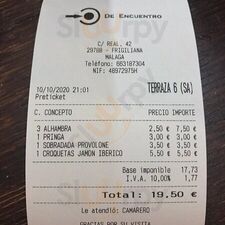 DE ENCUENTRO
C/ REAL, 42
29788 - FRIGILIANA
MALAGA
Teléfono: 663187304
NIF: 48972975H
10/10/2020 21:01 TERRAZA 6 (SA)
Preticket
C. CONCEPTO PRECIO IMPORTE
3 ALHAMBRA 2,50 € 7,50 €
1 PRINGA 3,00 € 3,00 €
1 SOBRADADA PROVOLONE 3,50 € 3,50 €
1 CROQUETAS JAMON IBERICO 5,50 € 5,50 €
Base imponible 17,73
I.V.A. 10,00% 1,77
Total: 19,50 €
Le atendió: CAMARERO
GRACIAS POR SU VISITA